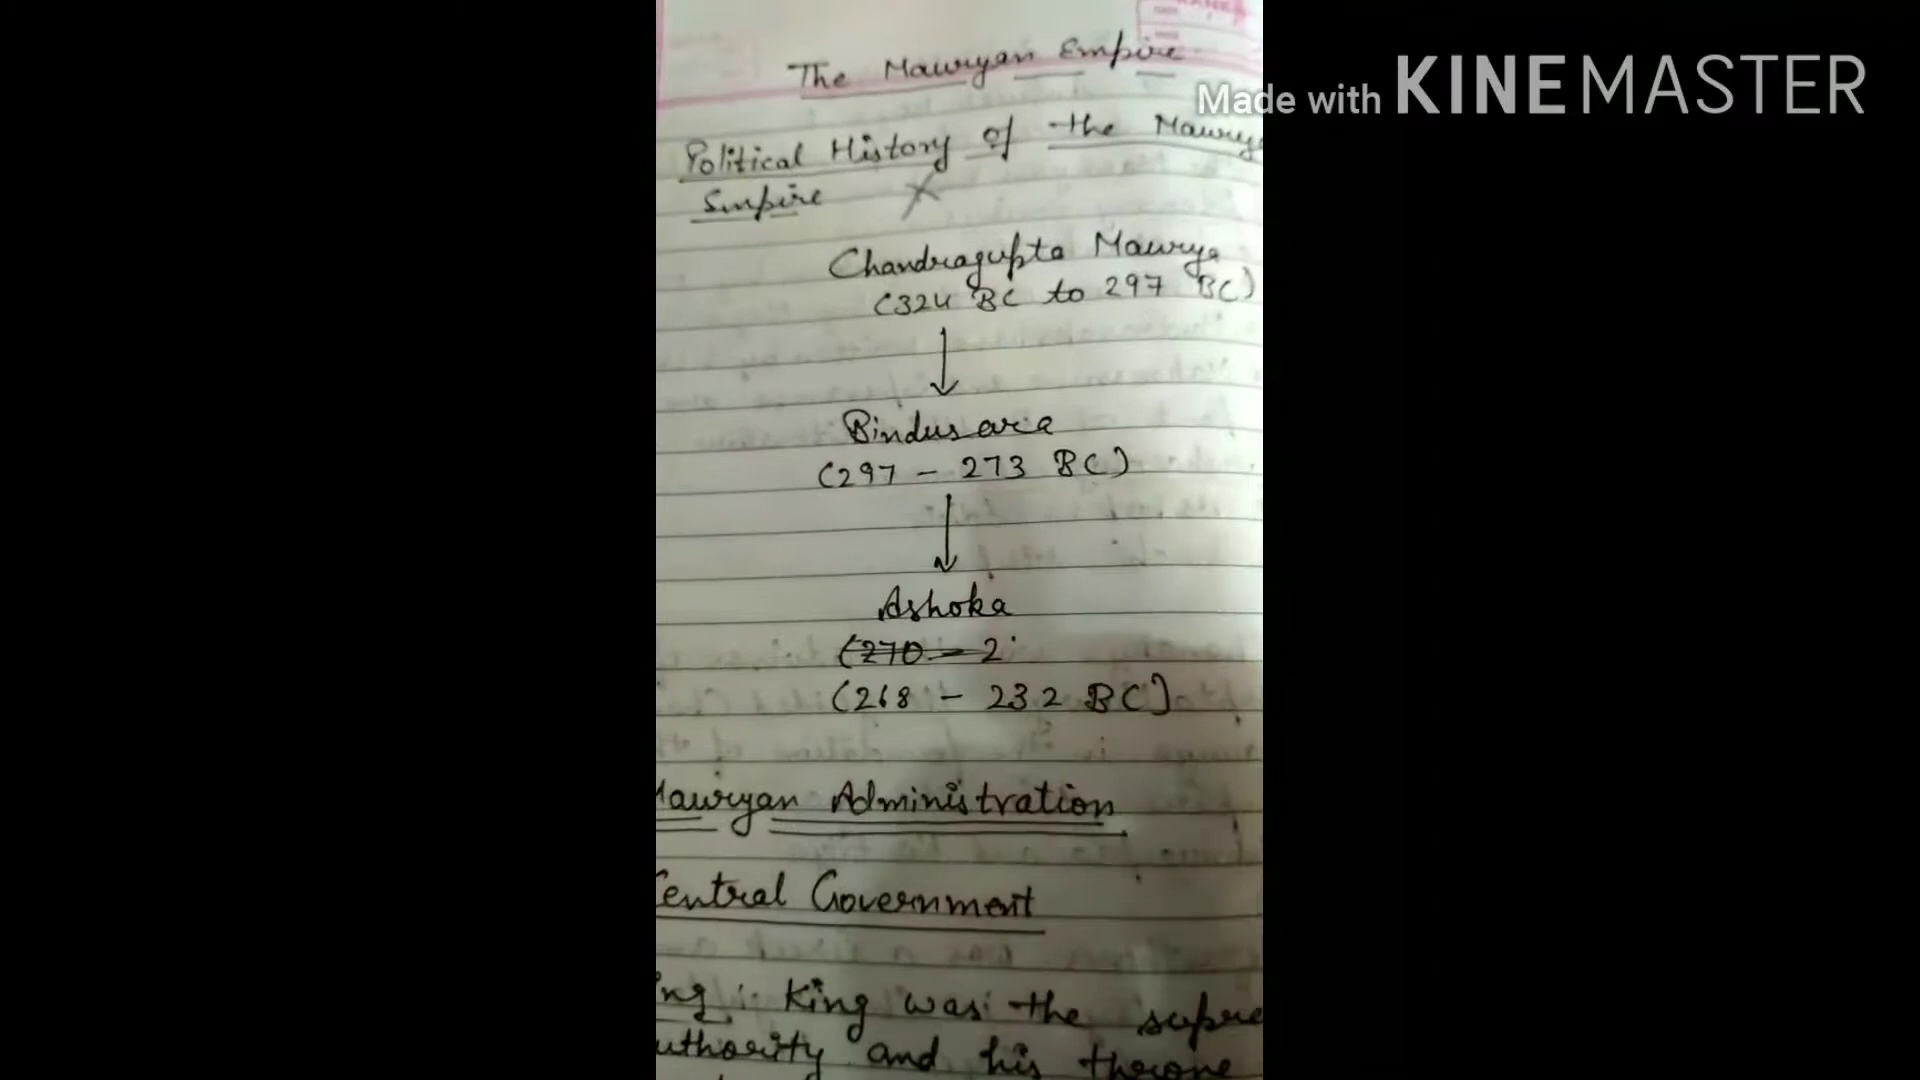 The Mauryan Empire
Made with KINEMASTER
Political History of the Maurya
Empire
Chandragupta Maurya
(324 BC to 297 BC)
Bindusara
(297 - 273 BC)
Ashoka
(270 - 2
(268 - 232 BC)
Mauryan Administration
Central Government
ing: King was the supre
uthority and his throne